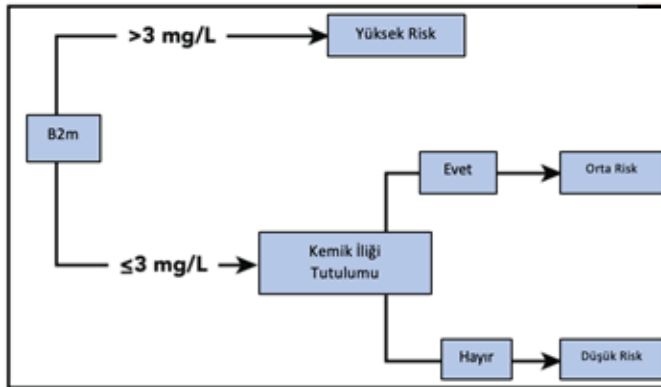 >3 mg/L
Yüksek Risk
B2m
Evet
Orta Risk
≤3 mg/L
Kemik İliği
Tutulumu
Hayır
Düşük Risk